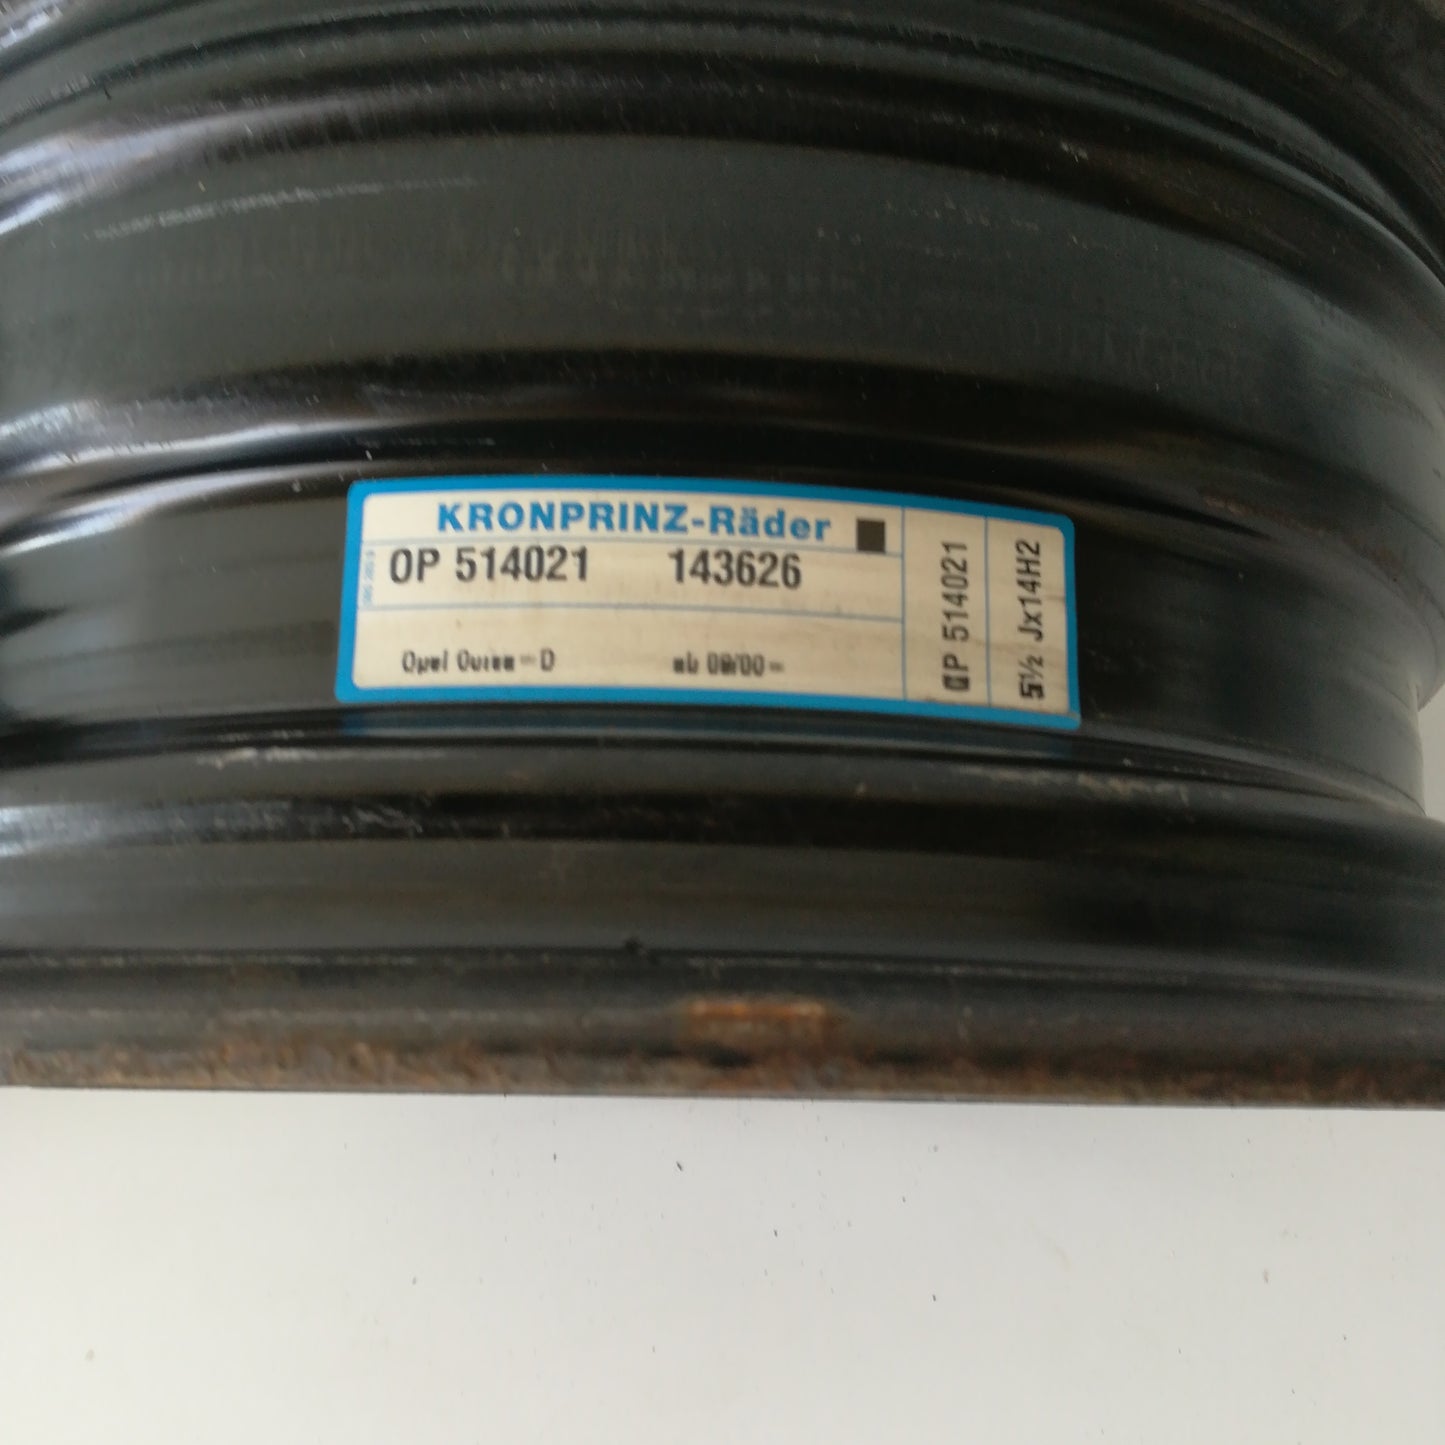 KRONPRINZ-Räder
OP 514021 143626
Opel Corsa-D ab 09/00-
OP 514021
5½ Jx14H2